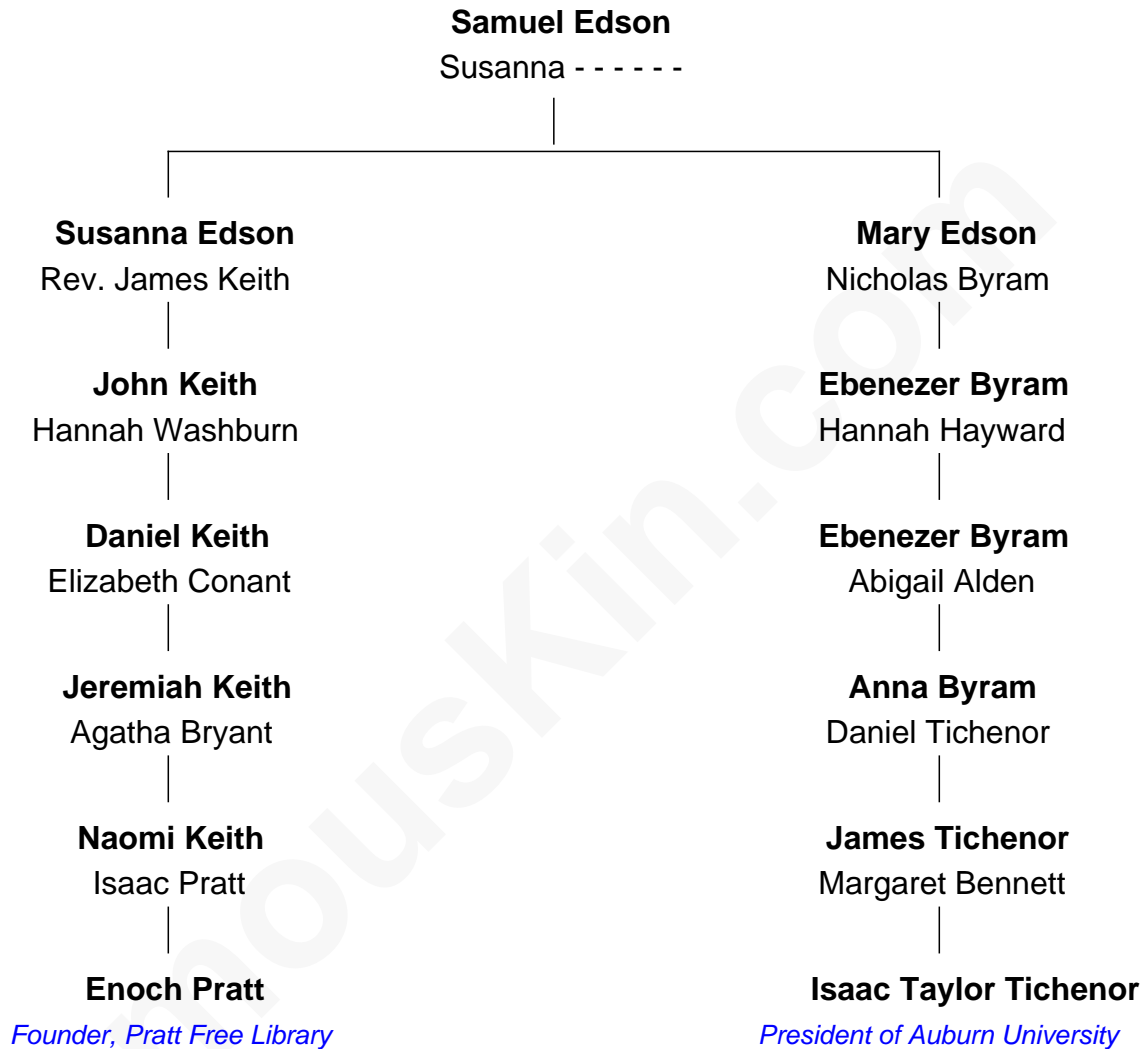 Samuel Edson
Susanna - - - - - -
Susanna Edson
Rev. James Keith
Mary Edson
Nicholas Byram
John Keith
Hannah Washburn
Ebenezer Byram
Hannah Hayward
Daniel Keith
Elizabeth Conant
Ebenezer Byram
Abigail Alden
Jeremiah Keith
Agatha Bryant
Anna Byram
Daniel Tichenor
Naomi Keith
Isaac Pratt
James Tichenor
Margaret Bennett
Enoch Pratt
Founder, Pratt Free Library
Isaac Taylor Tichenor
President of Auburn University
mousKin.com